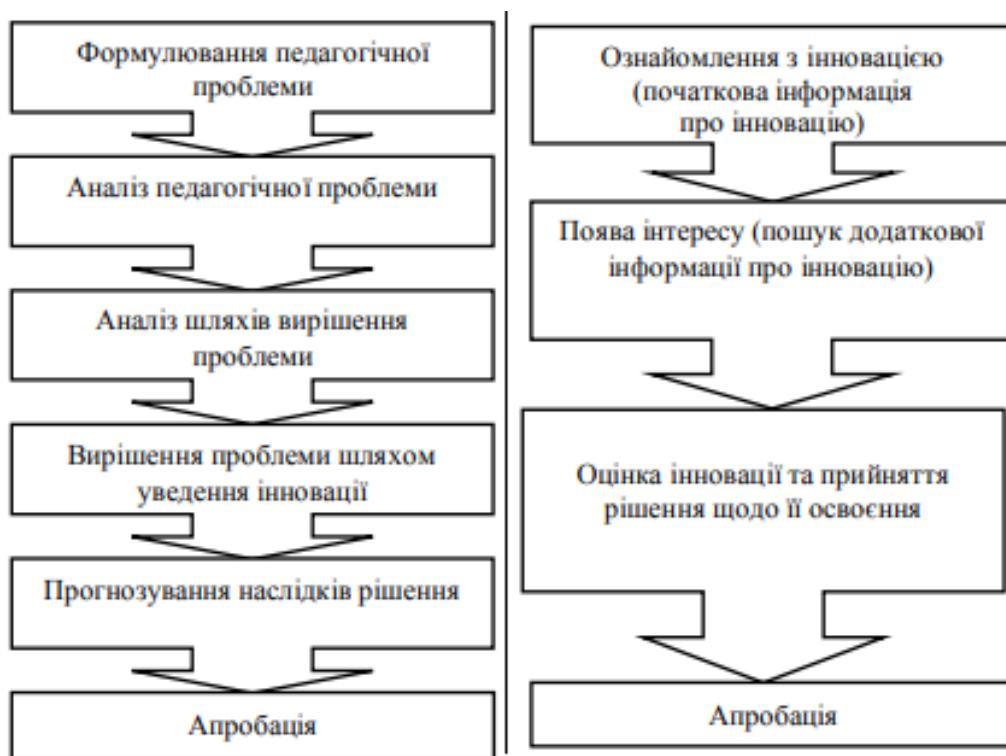 Формулювання педагогічної
проблеми
Аналіз педагогічної проблеми
Аналіз шляхів вирішення
проблеми
Вирішення проблеми шляхом
уведення інновації
Прогнозування наслідків рішення
Апробація
Ознайомлення з інновацією
(початкова інформація
про інновацію)
Поява інтересу (пошук додаткової
інформації про інновацію)
Оцінка інновації та прийняття
рішення щодо її освоєння
Апробація